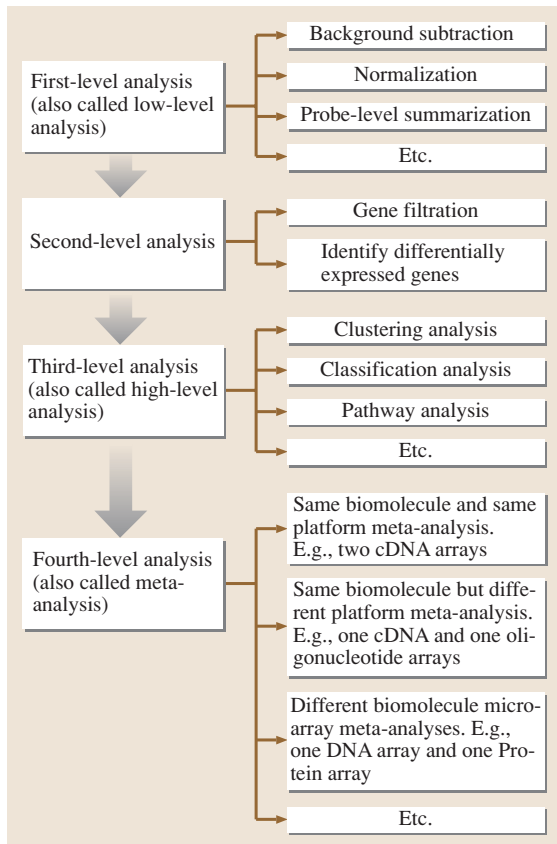 First-level analysis
(also called low-level
analysis)
Background subtraction
Normalization
Probe-level summarization
Etc.
Second-level analysis
Gene filtration
Identify differentially
expressed genes
Third-level analysis
(also called high-level
analysis)
Clustering analysis
Classification analysis
Pathway analysis
Etc.
Fourth-level analysis
(also called meta-
analysis)
Same biomolecule and same
platform meta-analysis.
E.g., two cDNA arrays
Same biomolecule but diffe-
rent platform meta-analysis.
E.g., one cDNA and one oli-
gonucleotide arrays
Different biomolecule micro-
array meta-analyses. E.g.,
one DNA array and one Pro-
tein array
Etc.